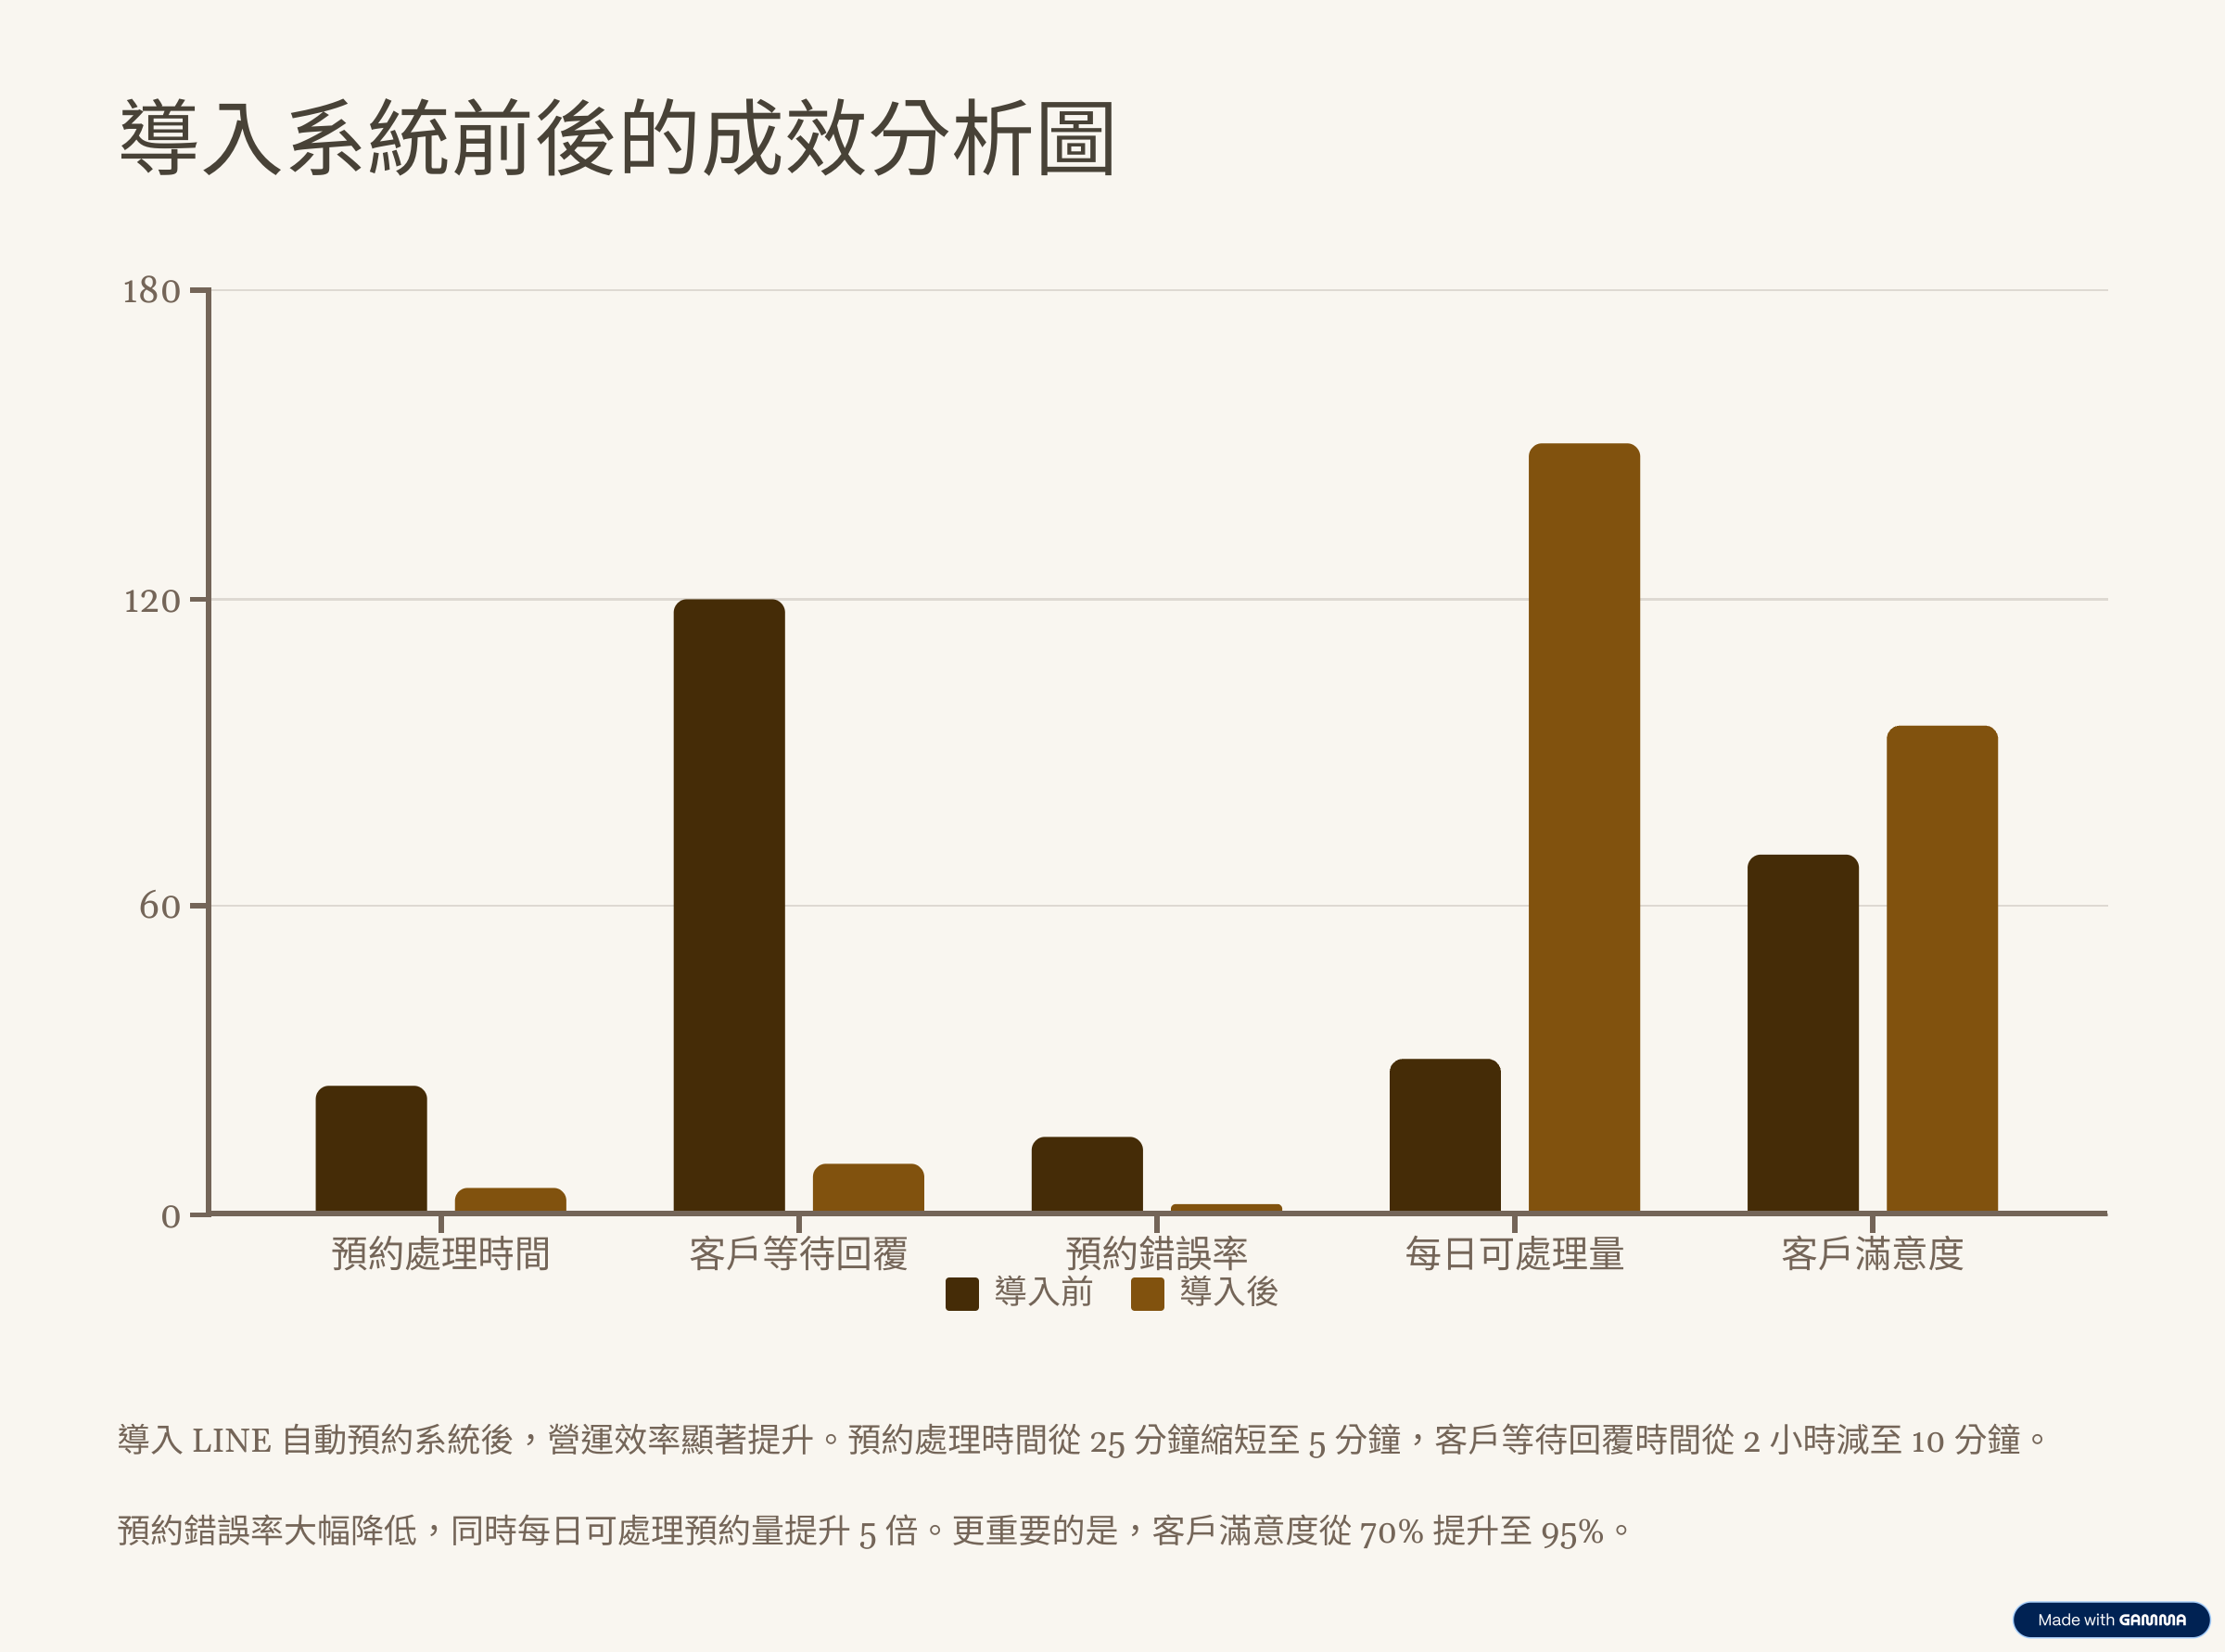 導入系統前後的成效分析圖
180
120
60
0
預約處理時間 客戶等待回覆 預約錯誤率 每日可處理量 客戶滿意度
導入前 導入後
導入 LINE 自動預約系統後，營運效率顯著提升。預約處理時間從 25 分鐘縮短至 5 分鐘，客戶等待回覆時間從 2 小時減至 10 分鐘。
預約錯誤率大幅降低，同時每日可處理預約量提升 5 倍。更重要的是，客戶滿意度從 70% 提升至 95%。
Made with GAMMA